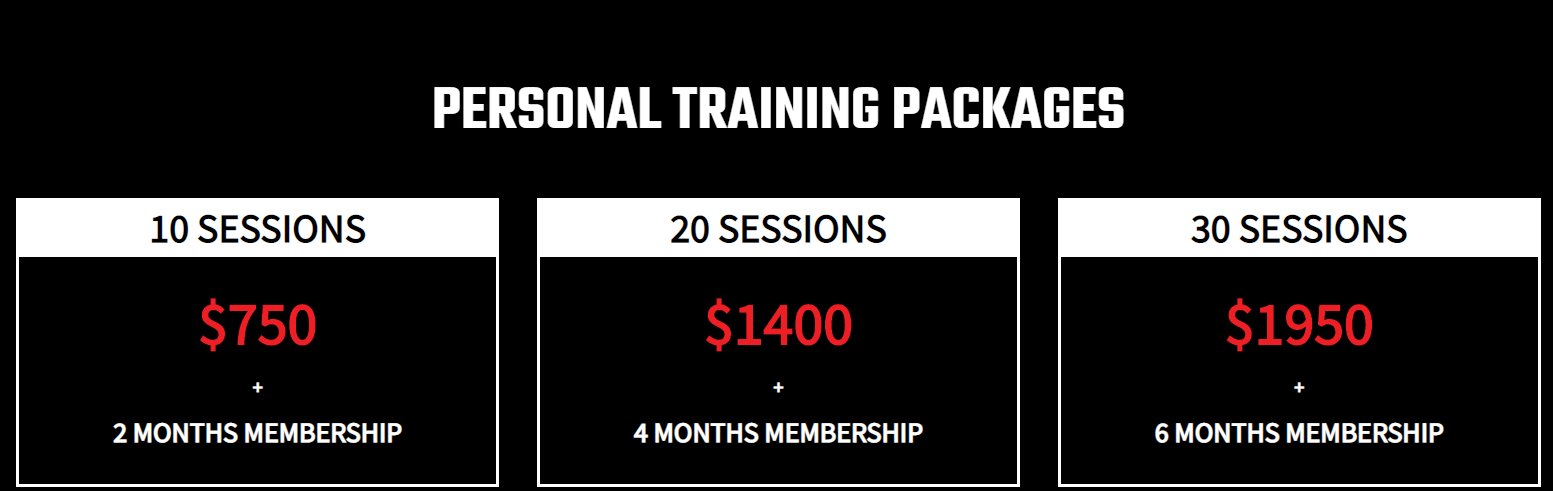 PERSONAL TRAINING PACKAGES
10 SESSIONS
$750
+
2 MONTHS MEMBERSHIP
20 SESSIONS
$1400
+
4 MONTHS MEMBERSHIP
30 SESSIONS
$1950
+
6 MONTHS MEMBERSHIP